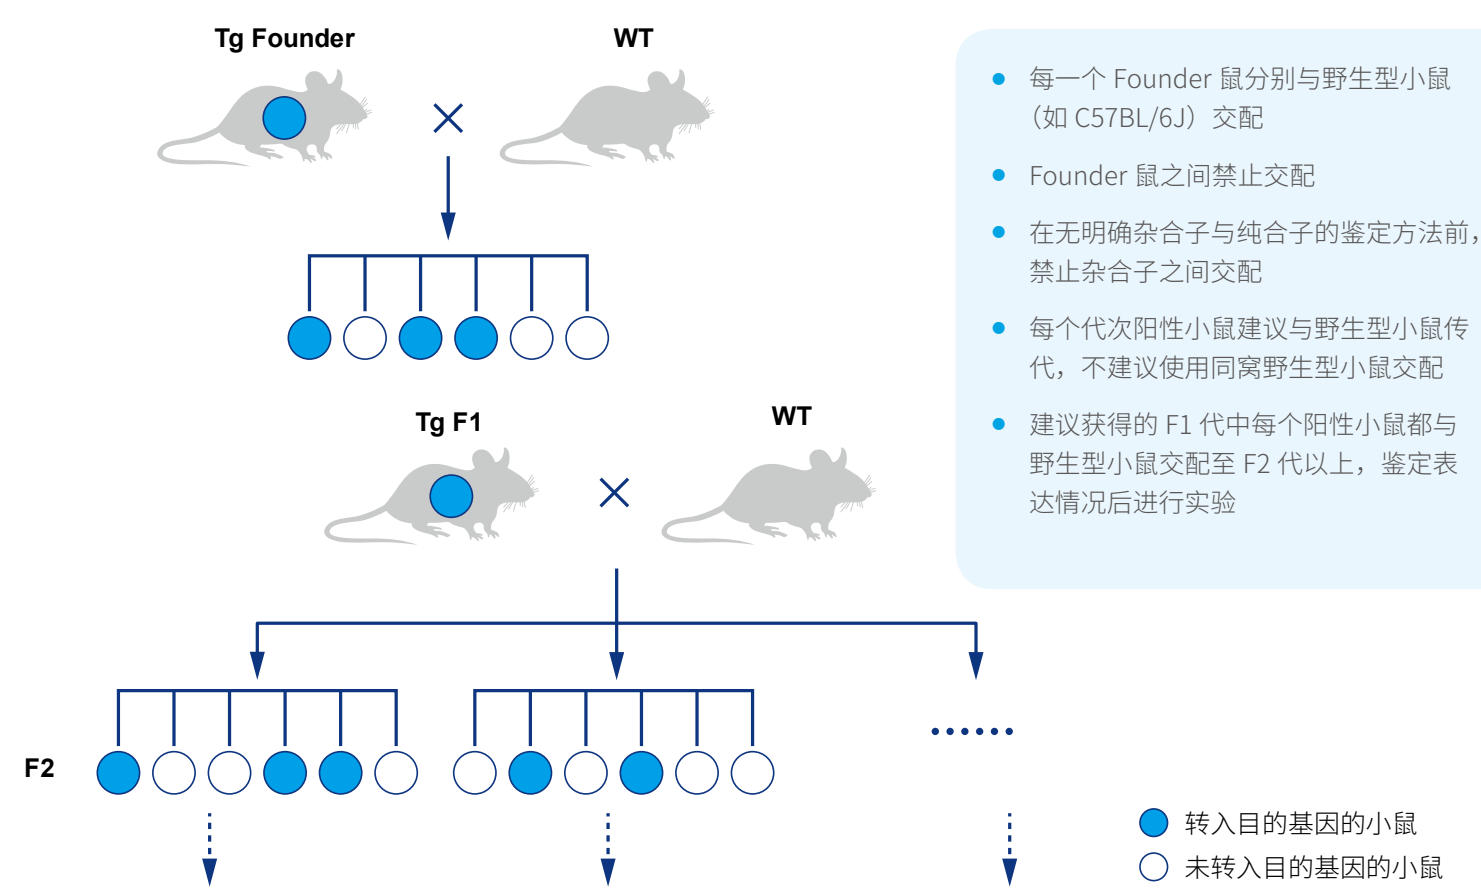 Tg Founder
WT
每一个 Founder 鼠分别与野生型小鼠
（如 C57BL/6J）交配
Founder 鼠之间禁止交配
在无明确杂合子与纯合子的鉴定方法前，
禁止杂合子之间交配
每个代次阳性小鼠建议与野生型小鼠传
代，不建议使用同窝野生型小鼠交配
建议获得的 F1 代中每个阳性小鼠都与
野生型小鼠交配至 F2 代以上，鉴定表
达情况后进行实验
Tg F1
WT
F2
转入目的基因的小鼠
未转入目的基因的小鼠